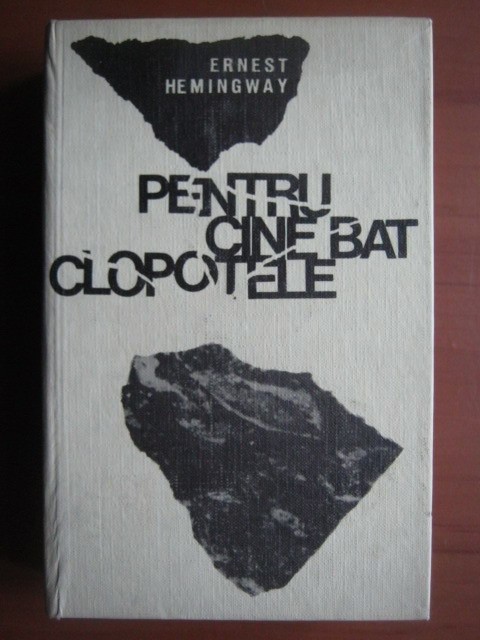 ERNEST
HEMINGWAY
PENTRU
CINE BAT
CLOPOTELE